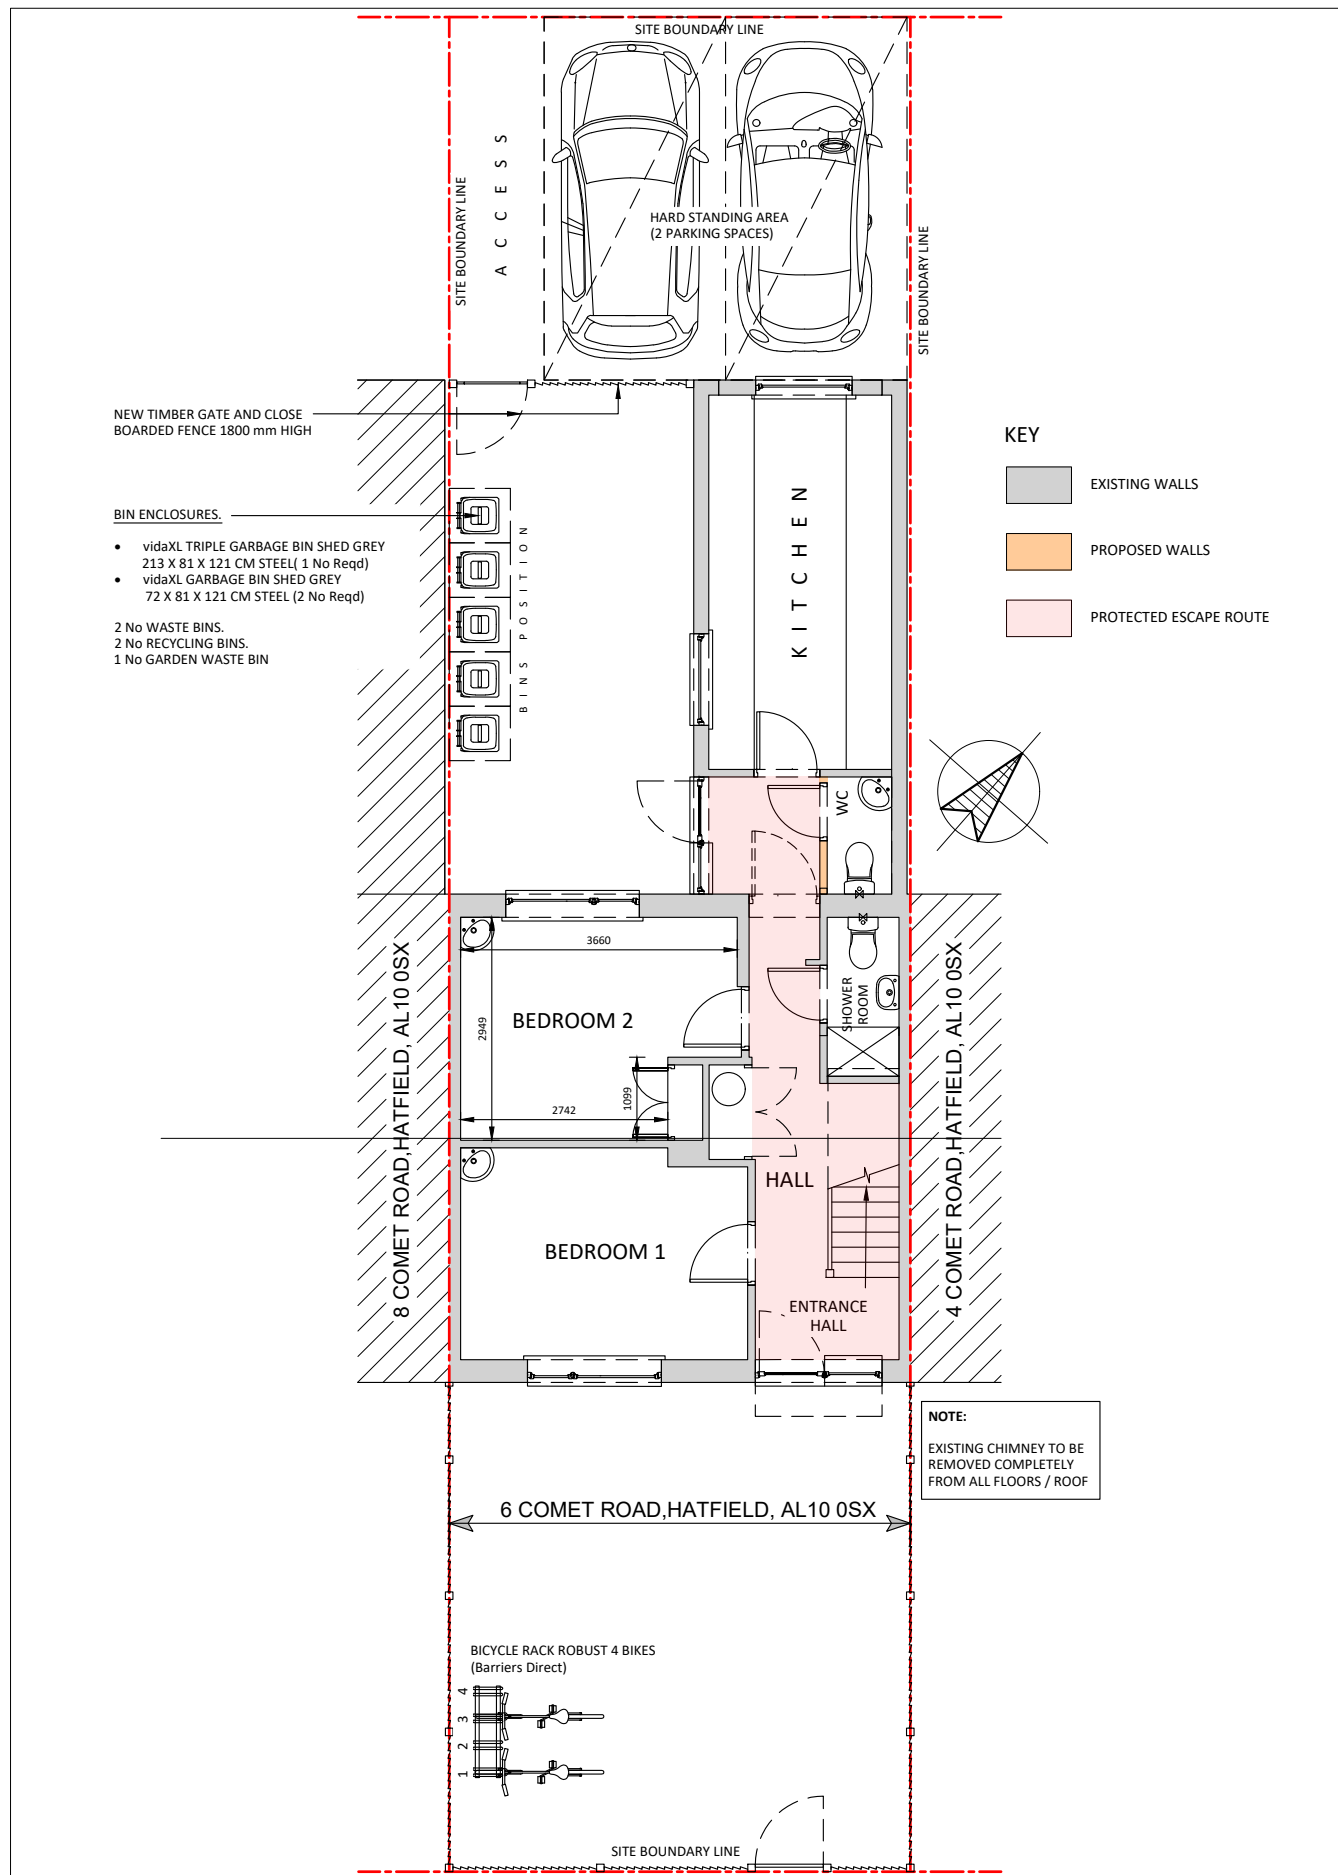 SITE BOUNDARY LINE
SITE BOUNDARY LINE
ACCESS
HARD STANDING AREA
(2 PARKING SPACES)
SITE BOUNDARY LINE
NEW TIMBER GATE AND CLOSE
BOARDED FENCE 1800 mm HIGH
BIN ENCLOSURES.
• vidaXL TRIPLE GARBAGE BIN SHED GREY
213 X 81 X 121 CM STEEL( 1 No Reqd)
• vidaXL GARBAGE BIN SHED GREY
72 X 81 X 121 CM STEEL (2 No Reqd)
2 No WASTE BINS.
2 No RECYCLING BINS.
1 No GARDEN WASTE BIN
BINS POSITION
KITCHEN
KEY
EXISTING WALLS
PROPOSED WALLS
PROTECTED ESCAPE ROUTE
WC
8 COMET ROAD,HATFIELD, AL10 0SX
3660
2949
BEDROOM 2
2742
1099
SHOWER
ROOM
4 COMET ROAD,HATFIELD, AL10 0SX
HALL
BEDROOM 1
ENTRANCE
HALL
NOTE:
EXISTING CHIMNEY TO BE
REMOVED COMPLETELY
FROM ALL FLOORS / ROOF
6 COMET ROAD,HATFIELD, AL10 0SX
BICYCLE RACK ROBUST 4 BIKES
(Barriers Direct)
1 2 3 4
SITE BOUNDARY LINE